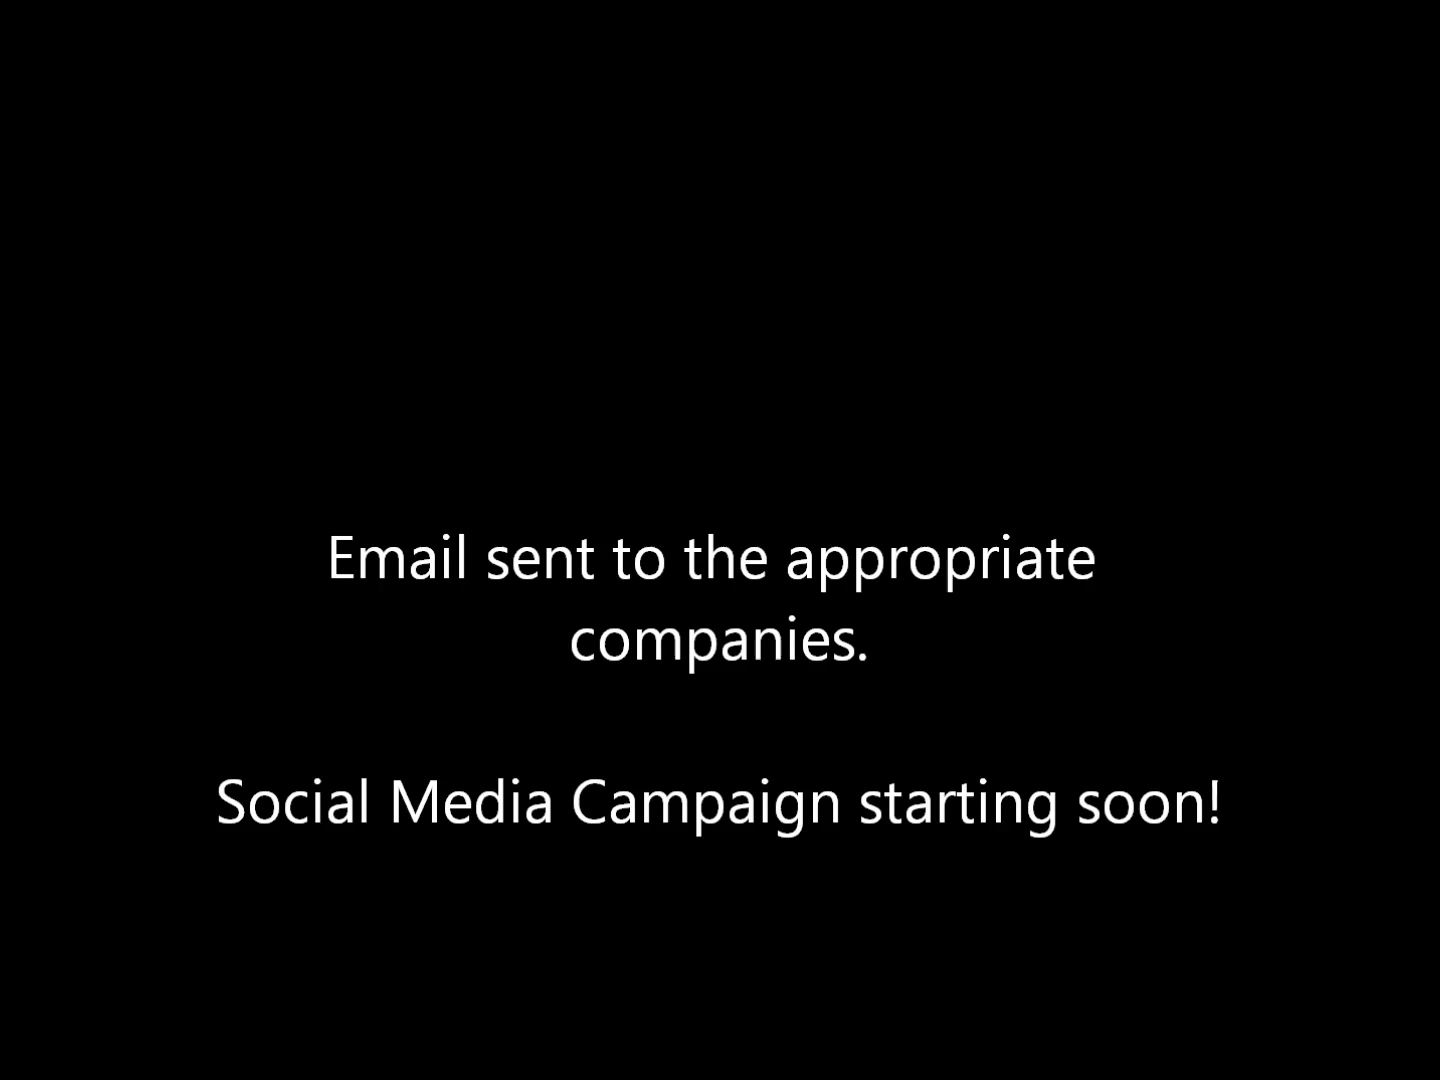 Email sent to the appropriate
companies.
Social Media Campaign starting soon!